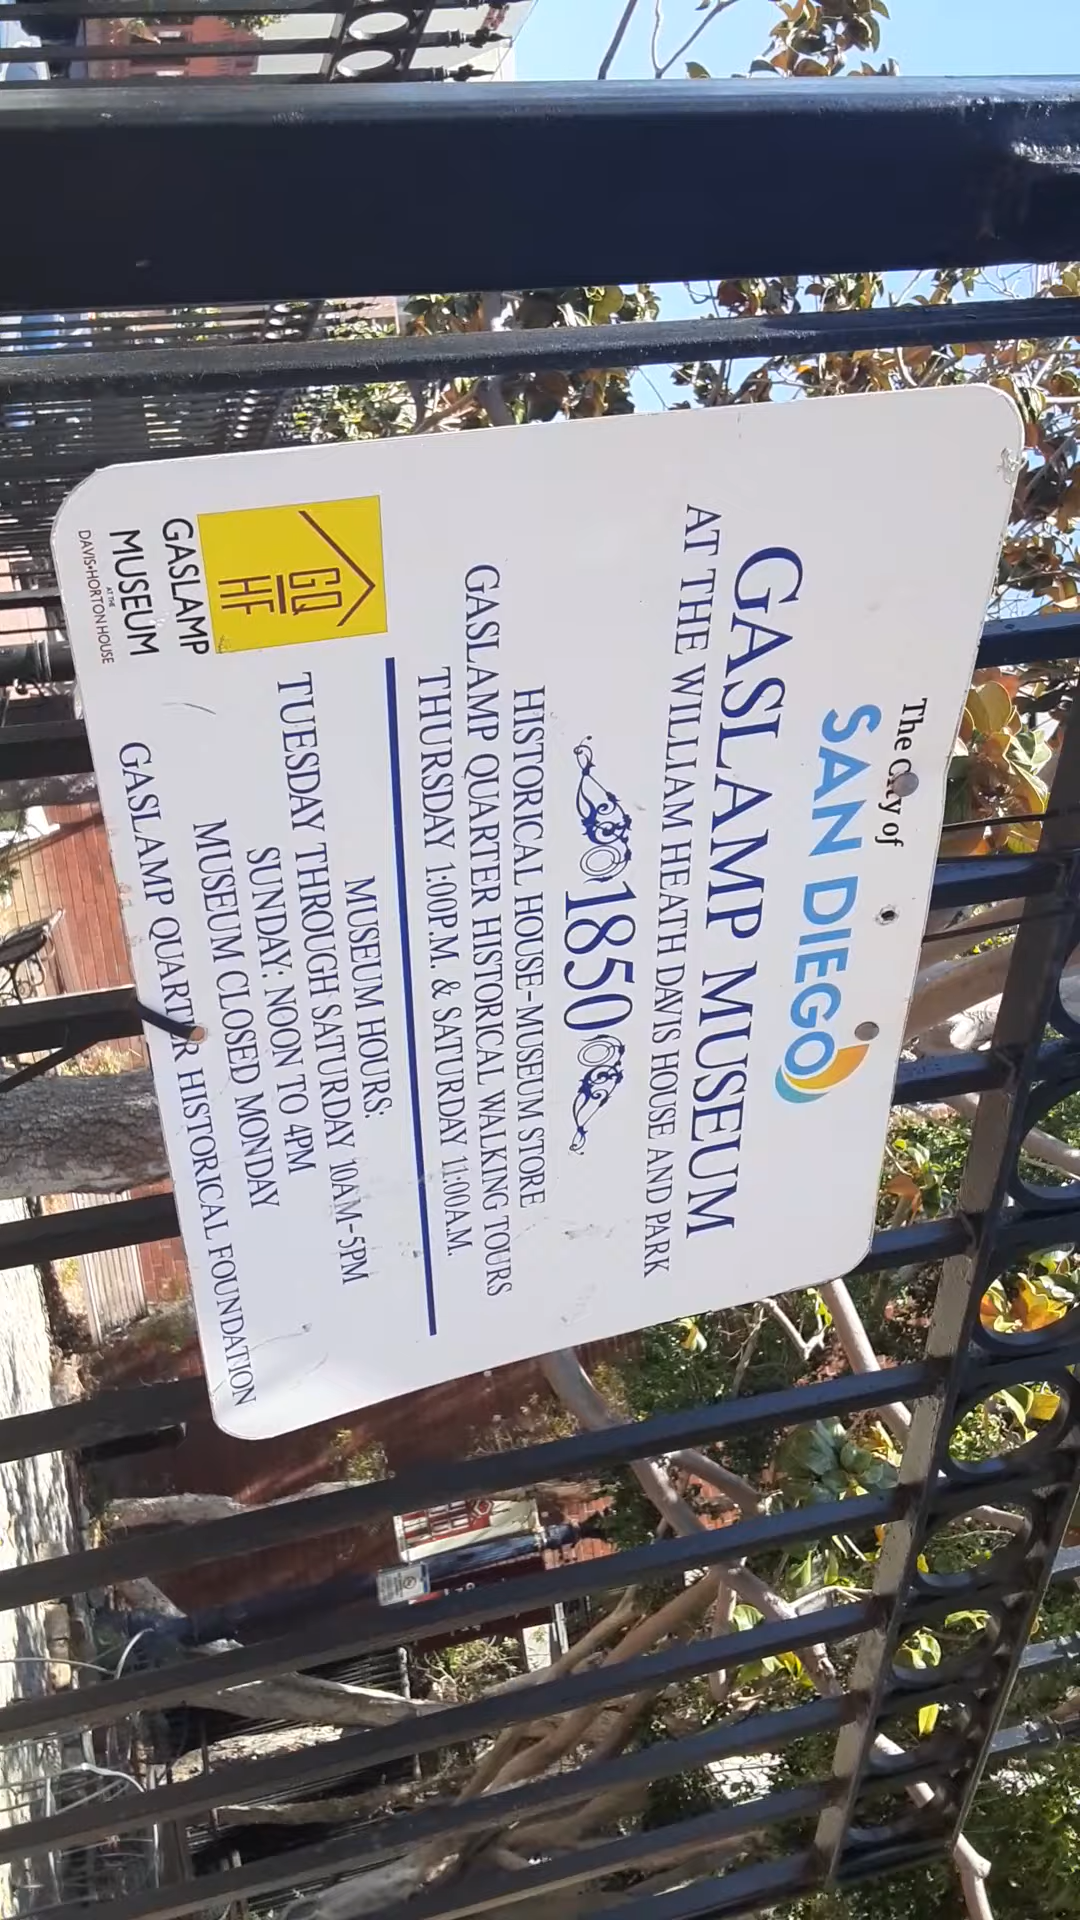 The City of
SAN DIEGO
GASLAMP MUSEUM
AT THE WILLIAM HEATH DAVIS HOUSE AND PARK
1850
HISTORICAL HOUSE-MUSEUM STORE
GASLAMP QUARTER HISTORICAL WALKING TOURS
THURSDAY 1:00P.M. & SATURDAY 11:00A.M.
MUSEUM HOURS:
TUESDAY THROUGH SATURDAY 10AM-5PM
SUNDAY: NOON TO 4PM
MUSEUM CLOSED MONDAY
GASLAMP QUARTER HISTORICAL FOUNDATION
GQ
HF
GASLAMP
MUSEUM
AT THE
DAVIS•HORTON HOUSE